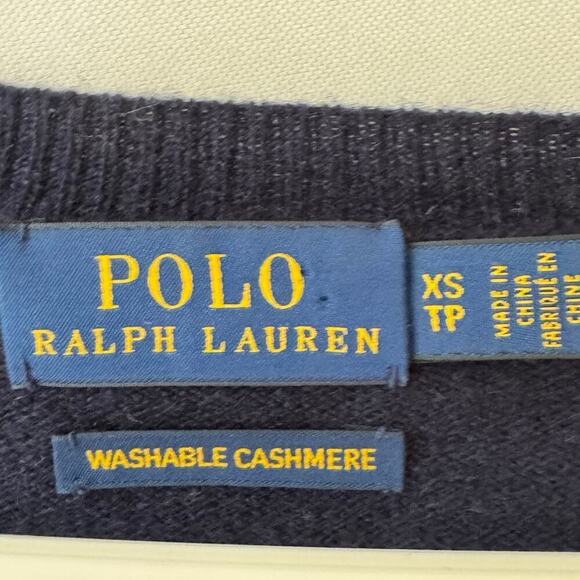 POLO
RALPH LAUREN
XS
TP
MADE IN
CHINA
FABRIQUÉ EN
CHINE
WASHABLE CASHMERE